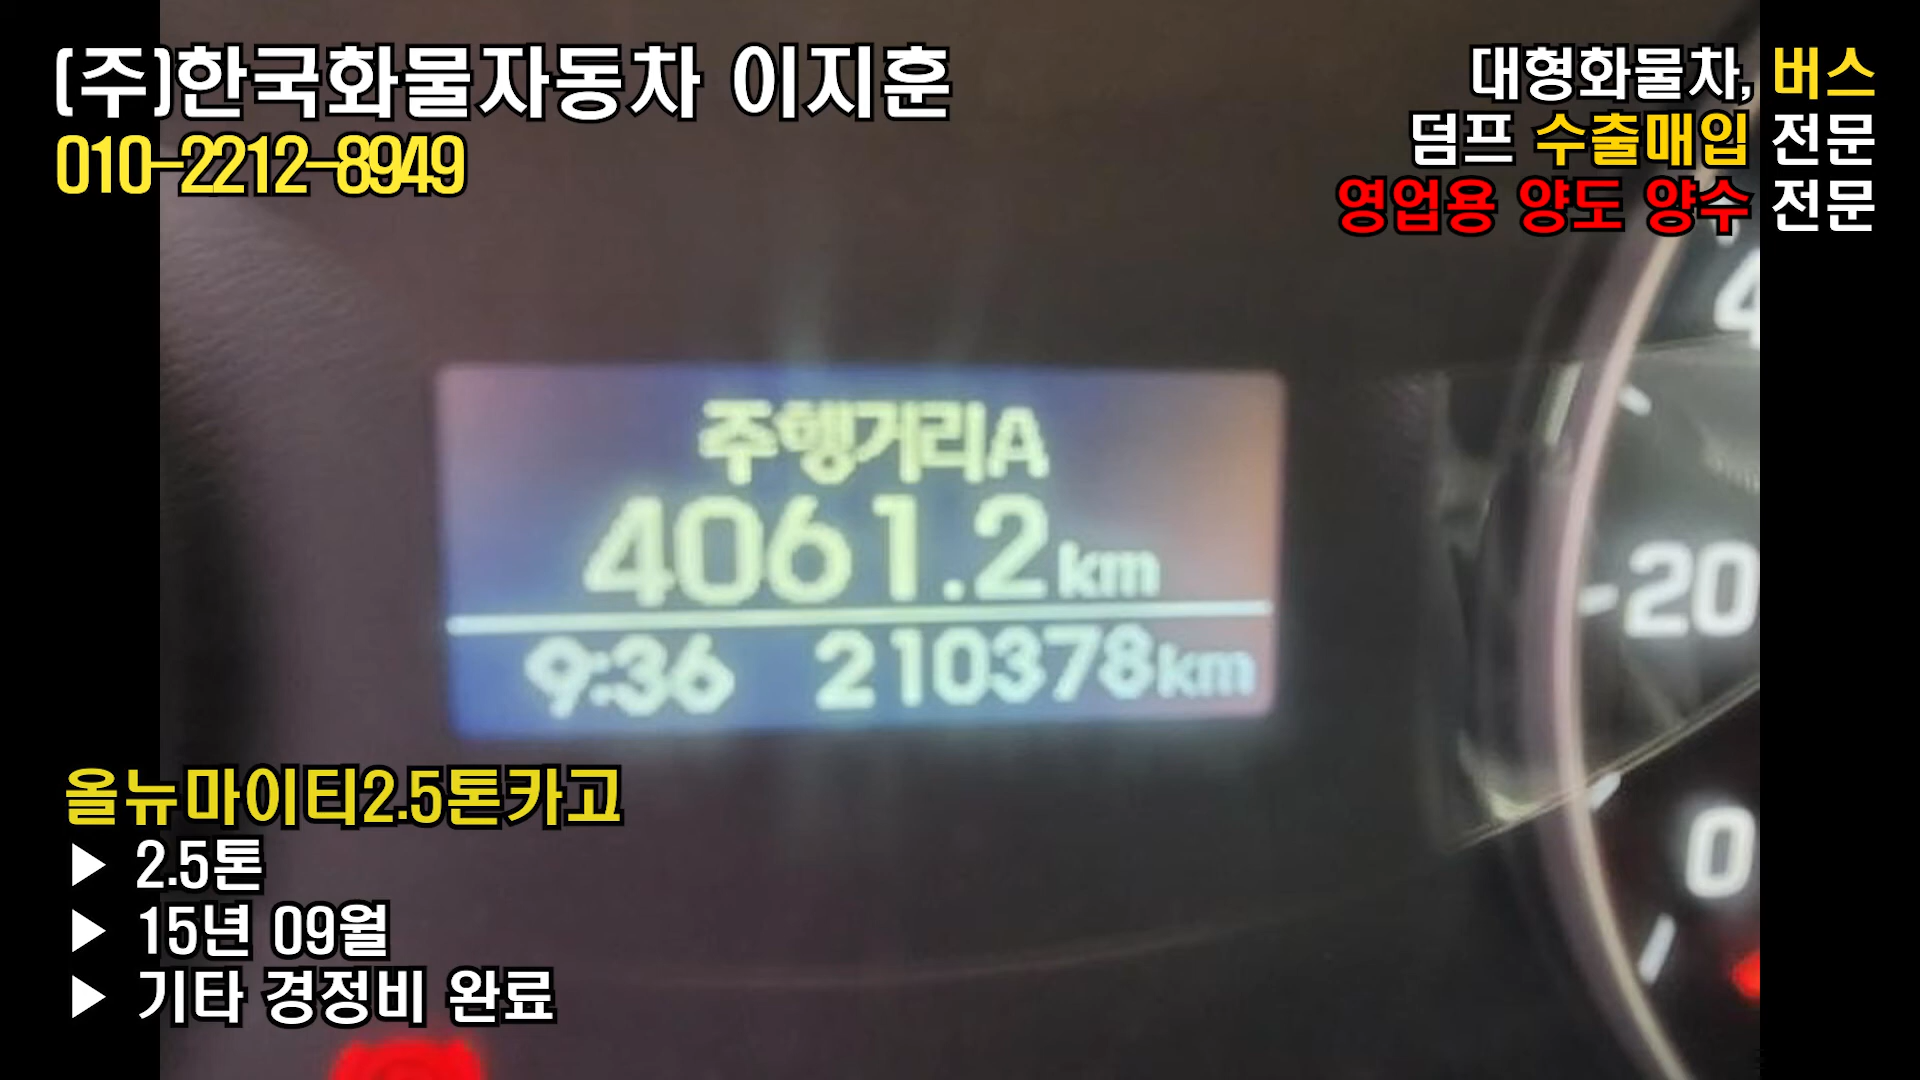 (주)한국화물자동차 이지훈
010-2212-8949
대형화물차, 버스
덤프 수출매입 전문
영업용 양도 양수 전문
주행거리A
4061.2km
9:36 210378km
4
20
0
올뉴마이티2.5톤카고
▶ 2.5톤
▶ 15년 09월
▶ 기타 경정비 완료